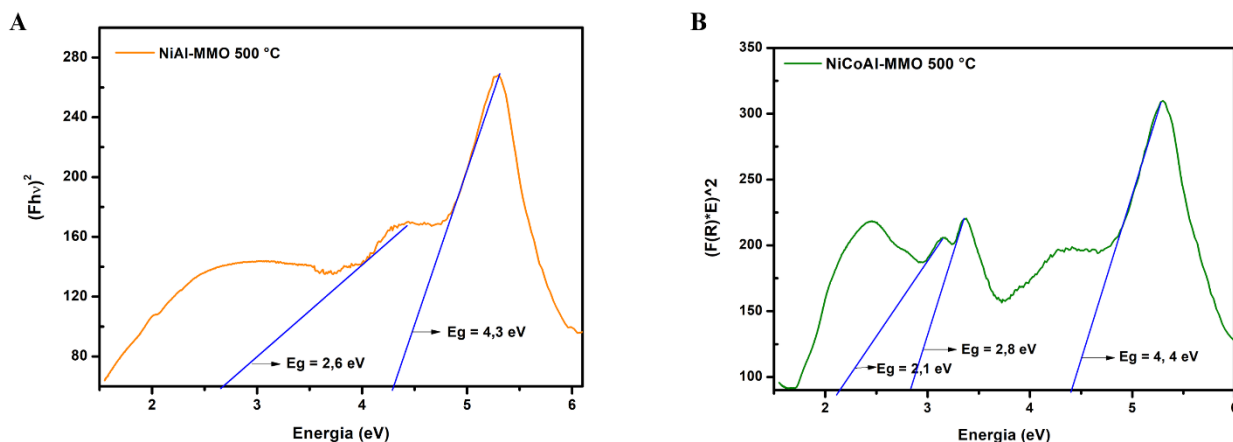 A
NiAl-MMO 500 °C
(Fhν)²
280
240
200
160
120
80
Eg = 4,3 eV
Eg = 2,6 eV
2 3 4 5 6
Energia (eV)
B
NiCoAl-MMO 500 °C
(F(R)*E)^2
350
300
250
200
150
100
Eg = 2,8 eV
Eg = 4, 4 eV
Eg = 2,1 eV
2 3 4 5 6
Energia (eV)